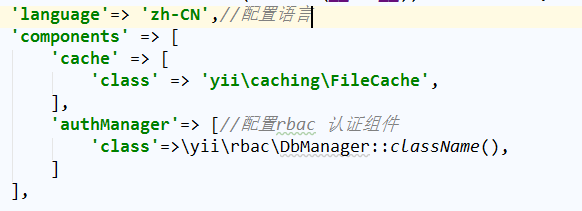 'language'=> 'zh-CN',//配置语言
'components' => [
    'cache' => [
        'class' => 'yii\caching\FileCache',
    ],
    'authManager'=> [//配置rbac 认证组件
        'class'=>\yii\rbac\DbManager::className(),
    ]
],